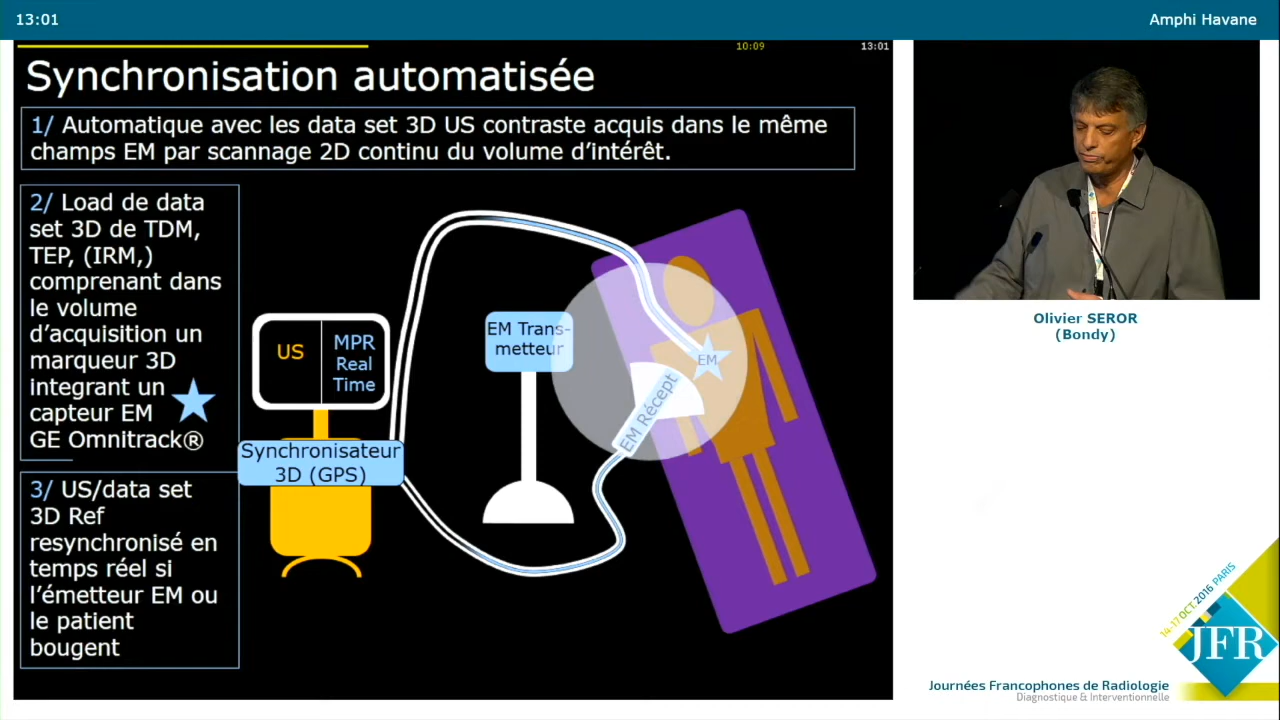 13:01
Amphi Havane
10:09
13:01
Synchronisation automatisée
1/ Automatique avec les data set 3D US contraste acquis dans le même
champs EM par scannage 2D continu du volume d'intérêt.
2/ Load de data
set 3D de TDM,
TEP, (IRM,)
comprenant dans
le volume
d'acquisition un
marqueur 3D
integrant un
capteur EM
GE Omnitrack®
3/ US/data set
3D Ref
resynchronisé en
temps réel si
l'émetteur EM ou
le patient
bougent
US
MPR
Real
Time
Synchronisateur
3D (GPS)
EM Trans-
metteur
EM
EM Récept
Olivier SEROR
(Bondy)
14-17 OCT. 2016 PARIS
JFR
Journées Francophones de Radiologie
Diagnostique & Interventionnelle